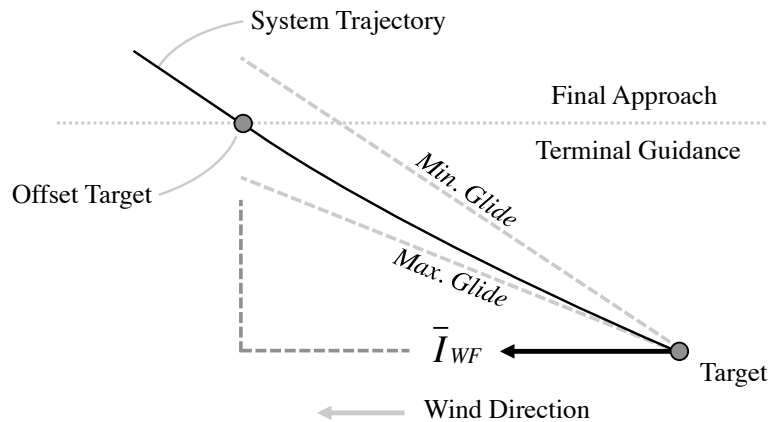 System Trajectory
Final Approach
Terminal Guidance
Min. Glide
Offset Target
Max. Glide
Ī WF
Target
Wind Direction